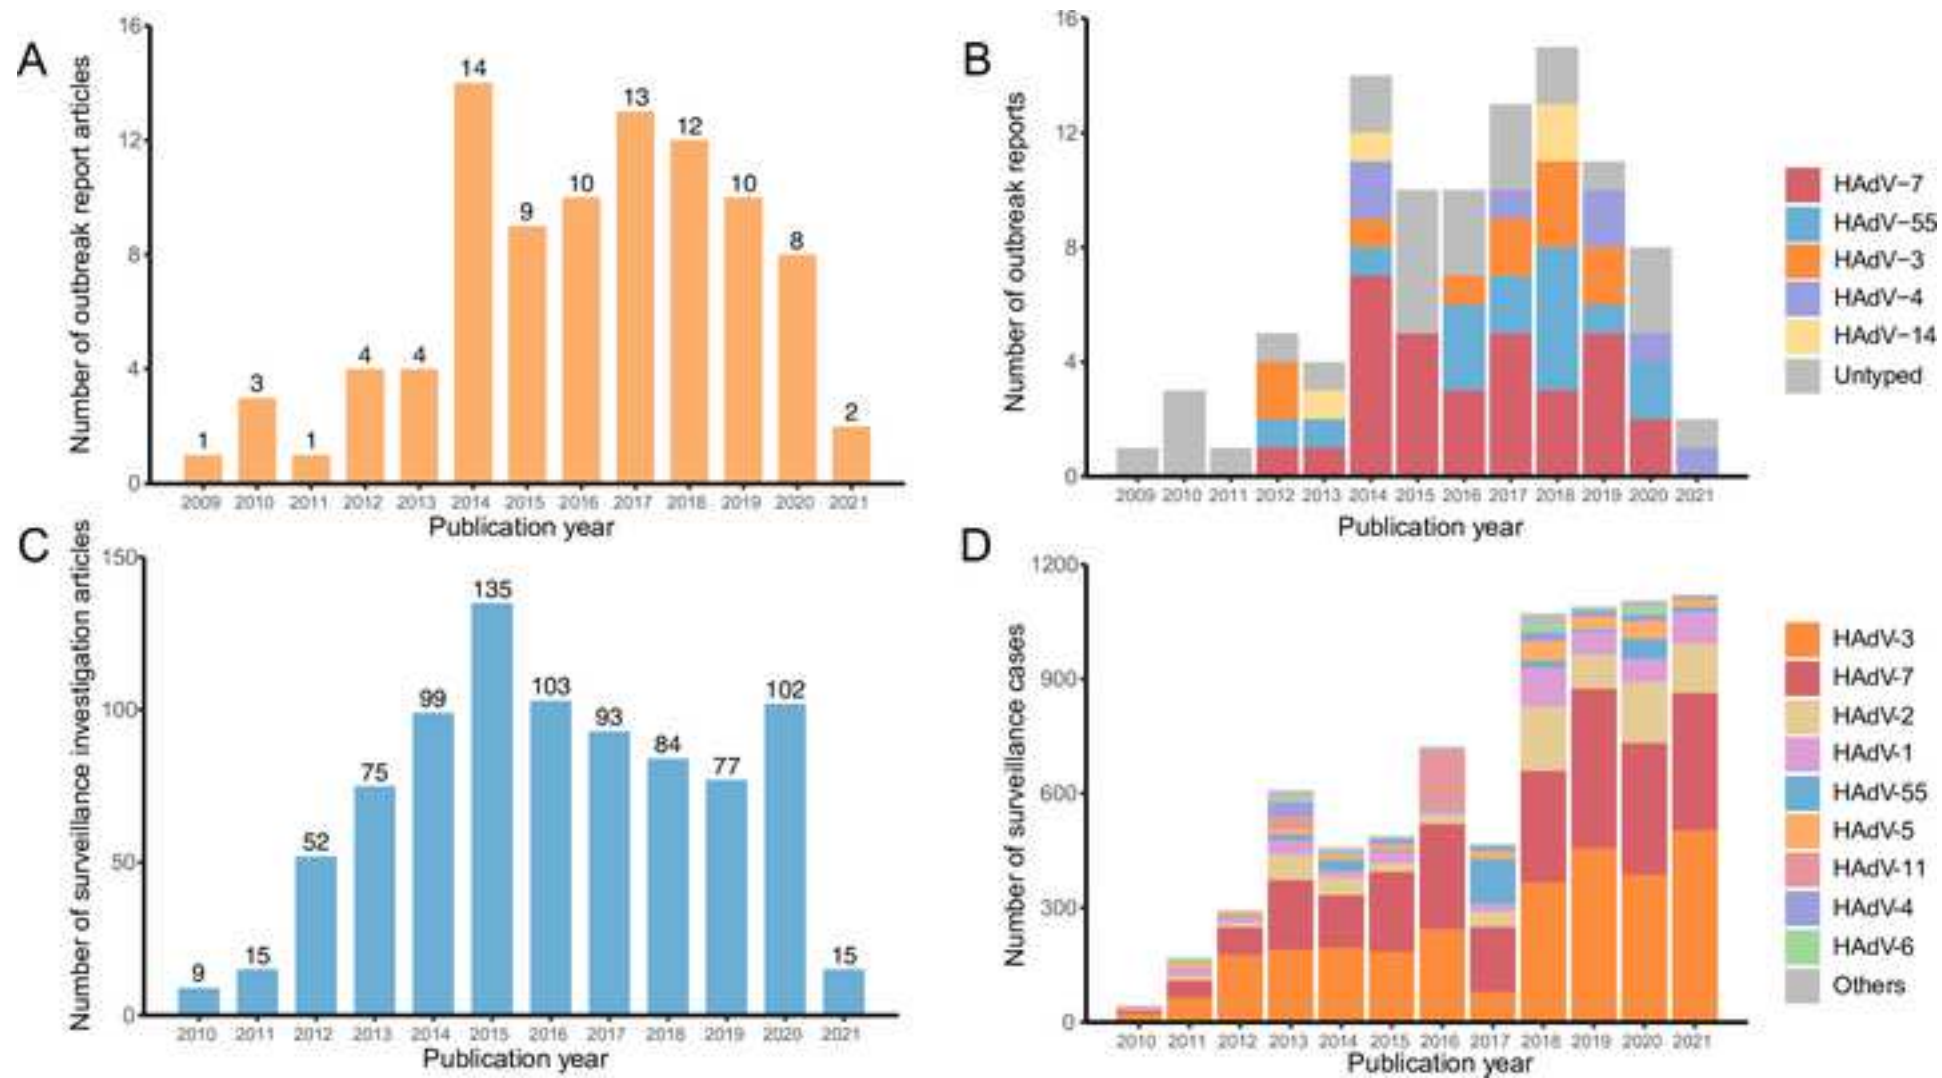 A
Number of outbreak report articles
16
12
8
4
0
1
3
1
4
4
14
9
10
13
12
10
8
2
2009 2010 2011 2012 2013 2014 2015 2016 2017 2018 2019 2020 2021
Publication year
B
Number of outbreak reports
16
12
8
4
0
2009 2010 2011 2012 2013 2014 2015 2016 2017 2018 2019 2020 2021
Publication year
HAdV−7
HAdV−55
HAdV−3
HAdV−4
HAdV−14
Untyped
C
Number of surveillance investigation articles
150
100
50
0
9
15
52
75
99
135
103
93
84
77
102
15
2010 2011 2012 2013 2014 2015 2016 2017 2018 2019 2020 2021
Publication year
D
Number of surveillance cases
1200
900
600
300
0
2010 2011 2012 2013 2014 2015 2016 2017 2018 2019 2020 2021
Publication year
HAdV-3
HAdV-7
HAdV-2
HAdV-1
HAdV-55
HAdV-5
HAdV-11
HAdV-4
HAdV-6
Others